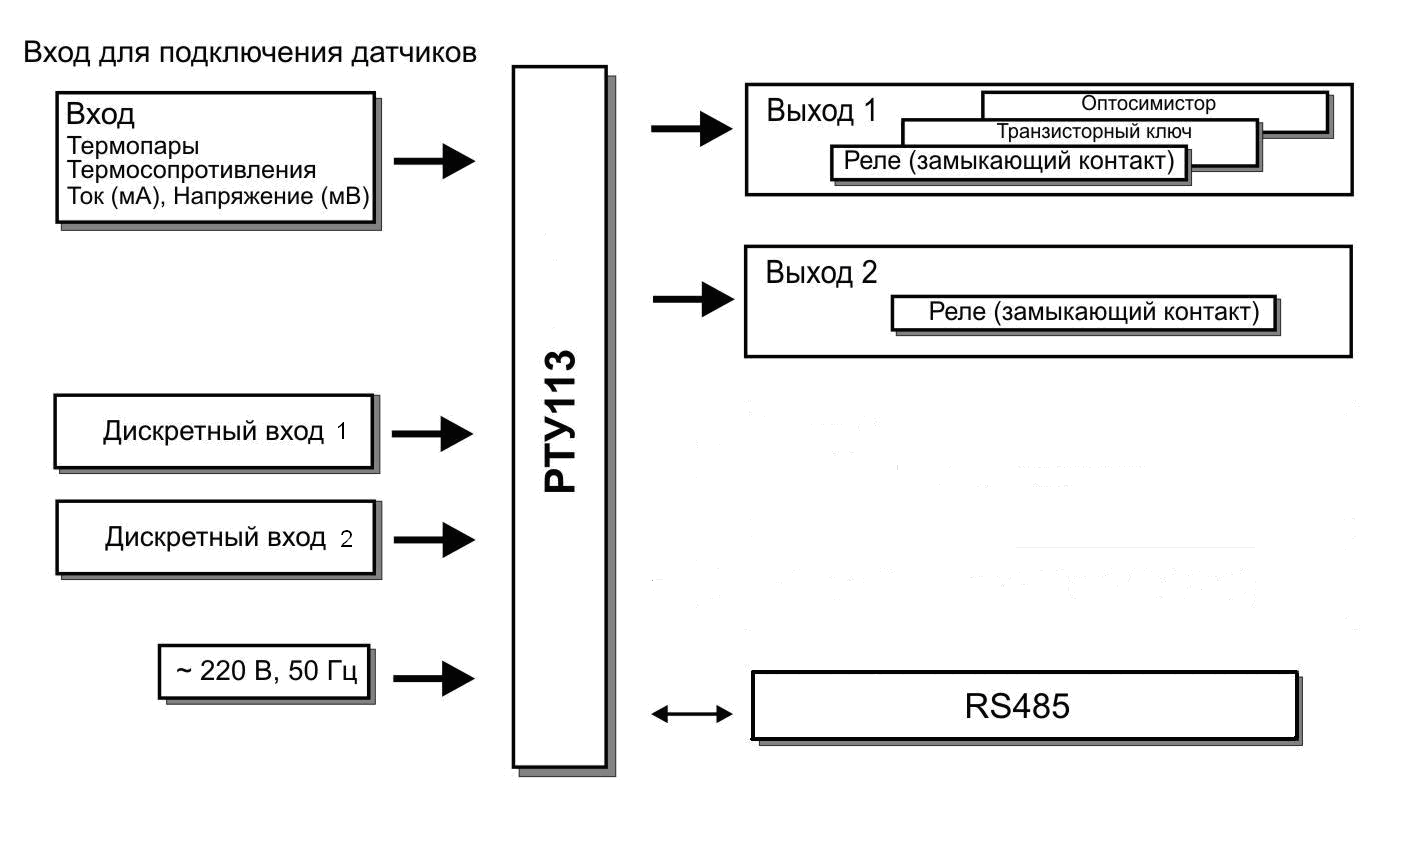 Вход для подключения датчиков
Вход
Термопары
Термосопротивления
Ток (мА), Напряжение (мВ)
Дискретный вход 1
Дискретный вход 2
~ 220 В, 50 Гц
РТУ113
Выход 1
Оптосимистор
Транзисторный ключ
Реле (замыкающий контакт)
Выход 2
Реле (замыкающий контакт)
RS485